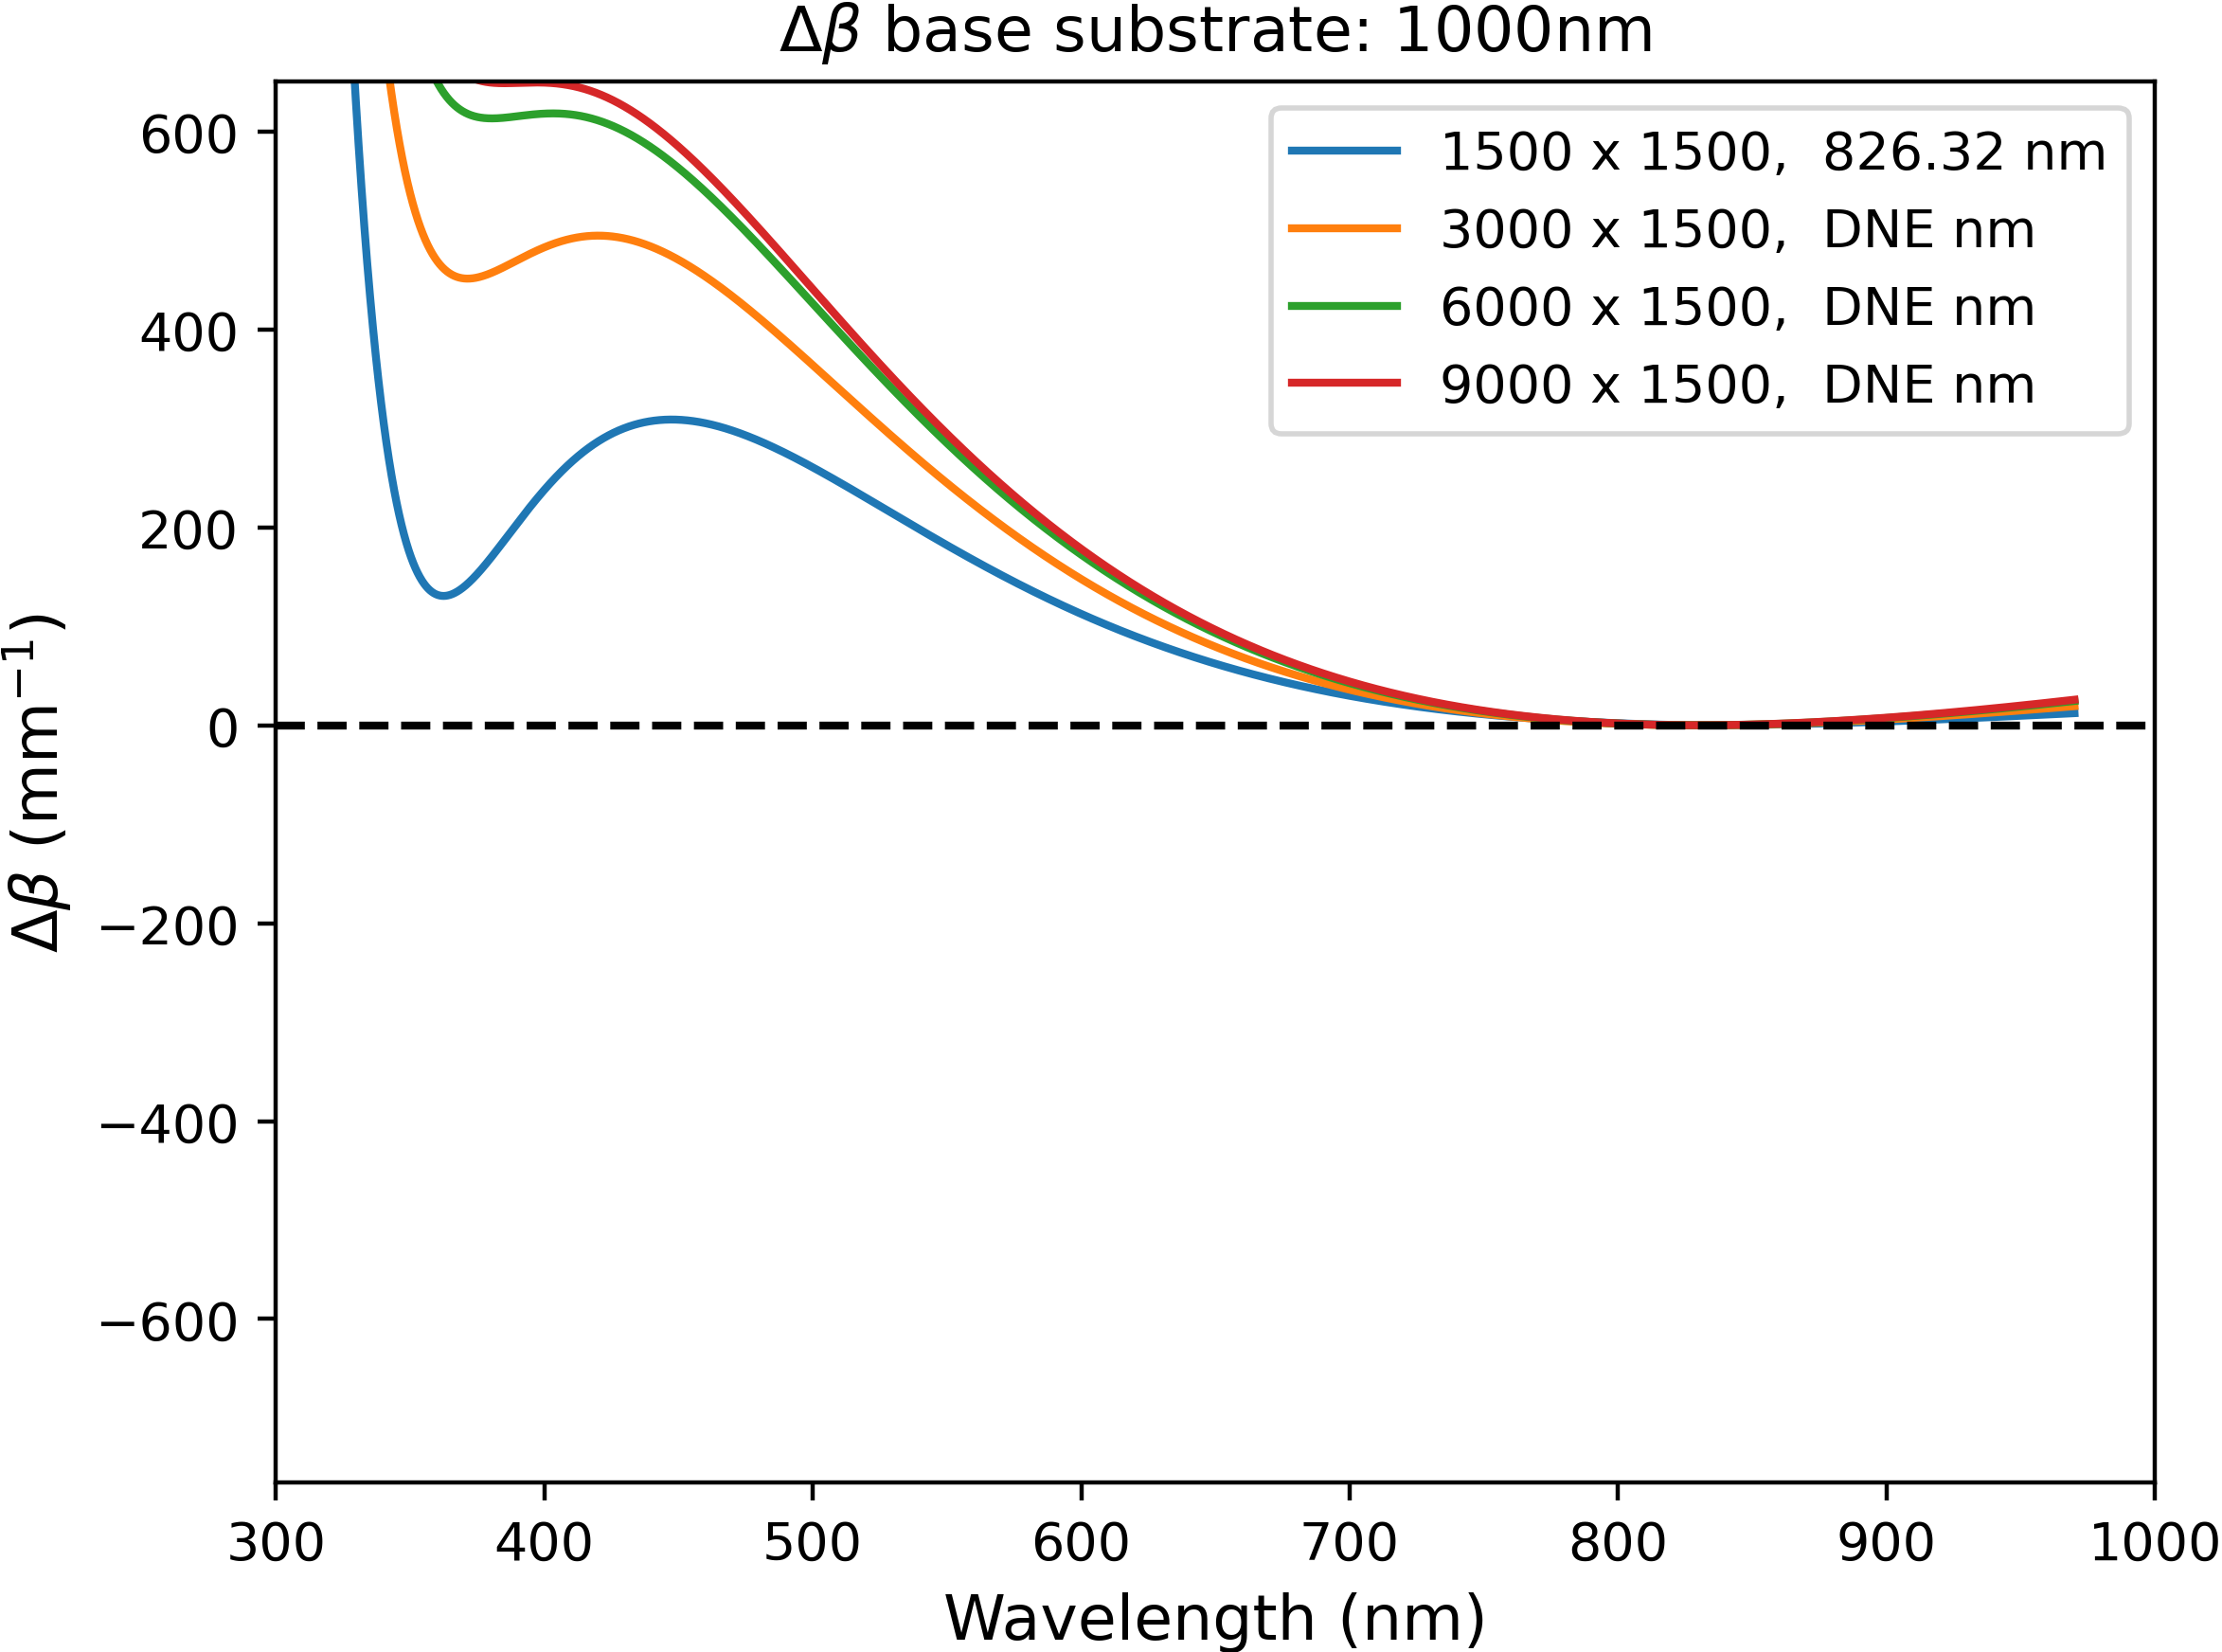 Δβ base substrate: 1000nm
1500 x 1500,  826.32 nm
3000 x 1500,  DNE nm
6000 x 1500,  DNE nm
9000 x 1500,  DNE nm
Δβ (mm⁻¹)
600
400
200
0
−200
−400
−600
300 400 500 600 700 800 900 1000
Wavelength (nm)